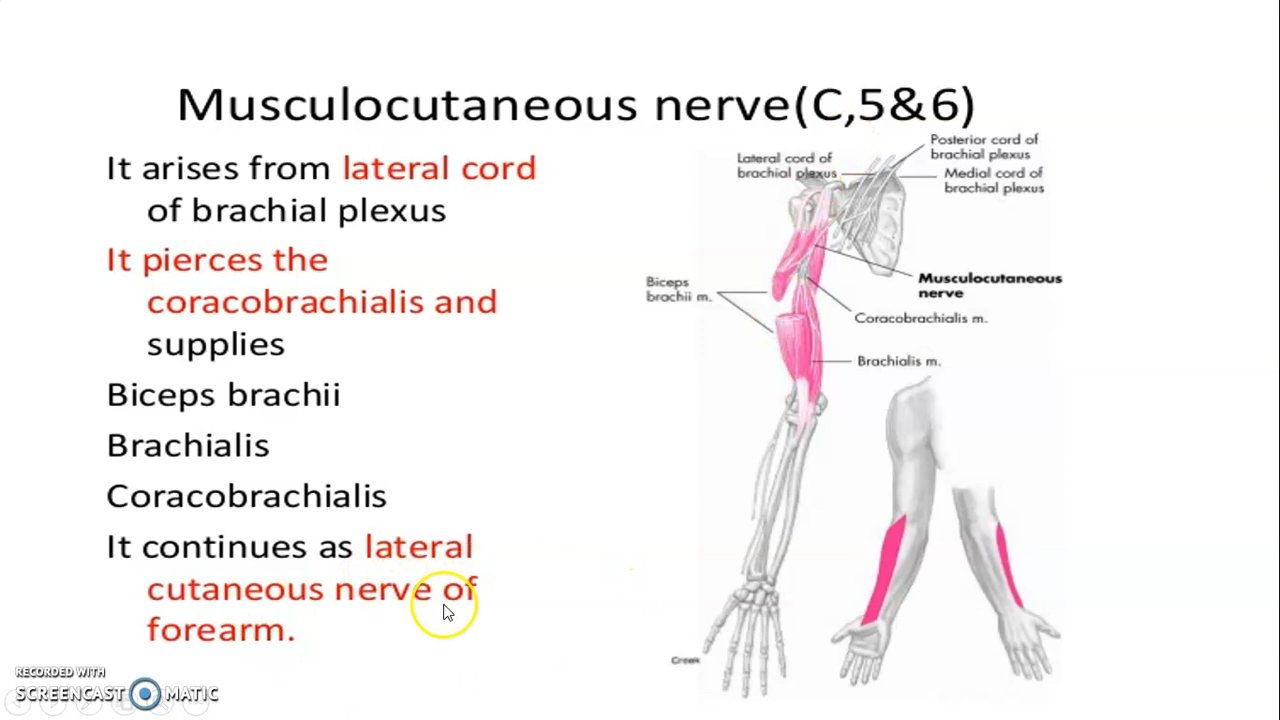 Musculocutaneous nerve(C,5&6)
It arises from lateral cord
of brachial plexus
It pierces the
coracobrachialis and
supplies
Biceps brachii
Brachialis
Coracobrachialis
It continues as lateral
cutaneous nerve of
forearm.
Lateral cord of
brachial plexus
Posterior cord of
brachial plexus
Medial cord of
brachial plexus
Biceps
brachii m.
Musculocutaneous
nerve
Coracobrachialis m.
Brachialis m.
RECORDED WITH
SCREENCAST MATIC